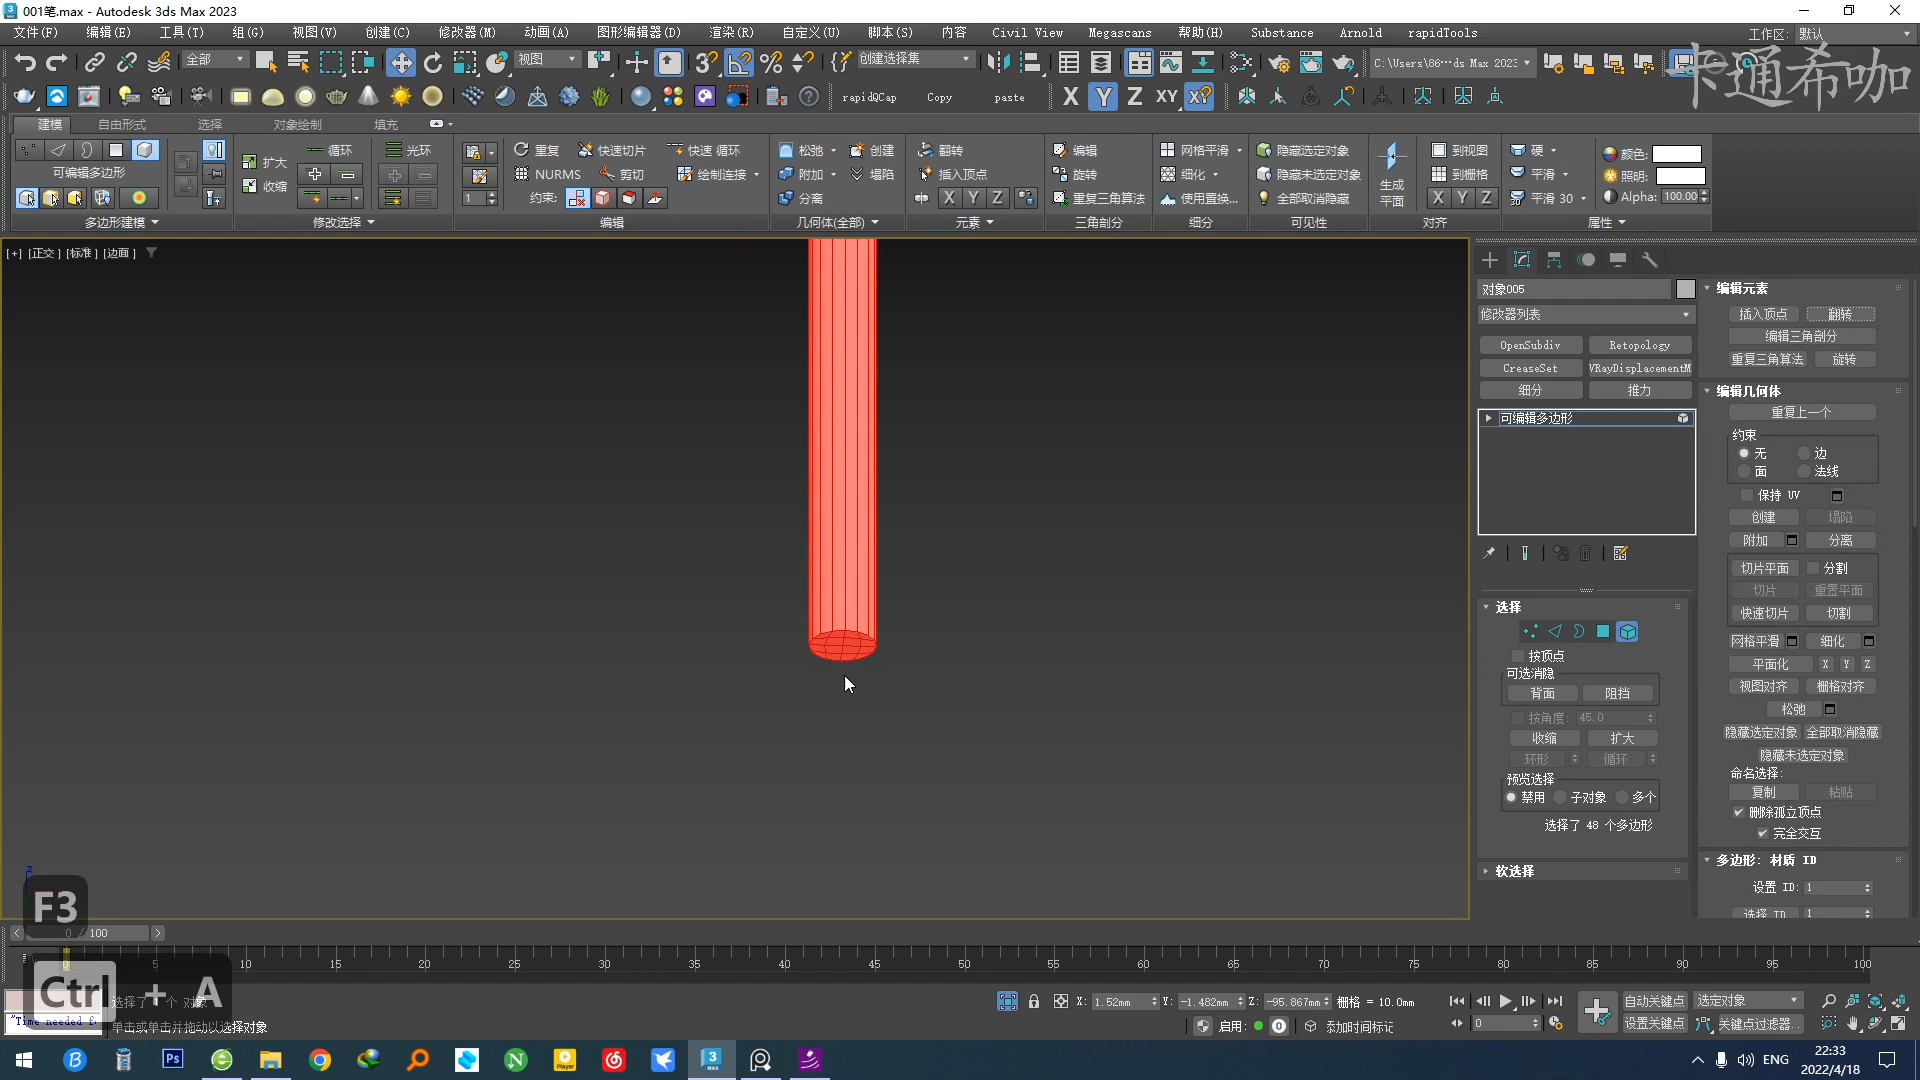 001笔.max - Autodesk 3ds Max 2023
文件(F) 编辑(E) 工具(T) 组(G) 视图(V) 创建(C) 修改器(M) 动画(A) 图形编辑器(D) 渲染(R) 自定义(U) 脚本(S) 内容 Civil View Megascans 帮助(H) Substance Arnold rapidTools
工作区: 默认
卡通希咖
全部 视图 创建选择集 C:\Users\86···ds Max 2023
rapidQCap Copy paste X Y Z XY XY
建模 自由形式 选择 对象绘制 填充
可编辑多边形
多边形建模
扩大 收缩
循环 光环
修改选择
重复 快速切片 快速 循环
NURMS 剪切 绘制连接
1 约束:
编辑
松弛 创建
附加 塌陷
分离
几何体(全部)
翻转
插入顶点
X Y Z
元素
编辑
旋转
重复三角算法
三角剖分
网格平滑
细化
使用置换...
细分
隐藏选定对象
隐藏未选定对象
全部取消隐藏
可见性
生成
平面
到视图
到栅格
X Y Z
对齐
硬
平滑
平滑 30
颜色:
照明:
Alpha: 100.00
属性
[+] [正交] [标准] [边面]
对象005
修改器列表
OpenSubdiv Retopology
CreaseSet VRayDisplacementM
细分 推力
可编辑多边形
选择
按顶点
可选消隐
背面 阻挡
按角度: 45.0
收缩 扩大
环形 循环
预览选择
禁用 子对象 多个
选择了 48 个多边形
软选择
编辑元素
插入顶点 翻转
编辑三角剖分
重复三角算法 旋转
编辑几何体
重复上一个
约束
无 边
面 法线
保持 UV
创建 塌陷
附加 分离
切片平面 分割
切片 重置平面
快速切片 切割
网格平滑 细化
平面化 X Y Z
视图对齐 栅格对齐
松弛
隐藏选定对象 全部取消隐藏
隐藏未选定对象
命名选择:
复制 粘贴
删除孤立顶点
完全交互
多边形: 材质 ID
设置 ID: 1
选择 ID 1
z
F3
0 / 100
5 10 15 20 25 30 35 40 45 50 55 60 65 70 75 80 85 90 95 100
Ctrl + A
选择了 1 个 对象
"Time needed f
单击或单击并拖动以选择对象
X: 1.52mm Y: -1.482mm Z: -95.867mm 栅格 = 10.0mm
启用: 0 添加时间标记
0
自动关键点 选定对象
设置关键点 关键点过滤器...
Ps Player 3 MAX
ENG
22:33
2022/4/18